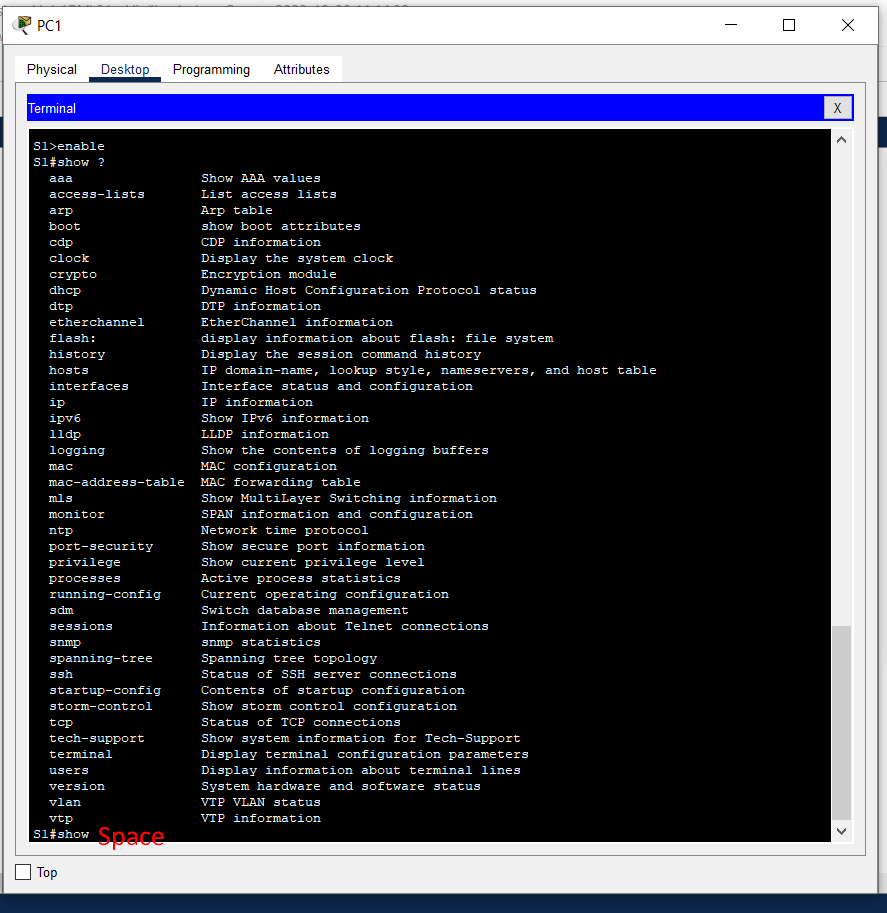 PC1
Physical Desktop Programming Attributes
Terminal X
S1>enable
S1#show ?
aaa Show AAA values
access-lists List access lists
arp Arp table
boot show boot attributes
cdp CDP information
clock Display the system clock
crypto Encryption module
dhcp Dynamic Host Configuration Protocol status
dtp DTP information
etherchannel EtherChannel information
flash: display information about flash: file system
history Display the session command history
hosts IP domain-name, lookup style, nameservers, and host table
interfaces Interface status and configuration
ip IP information
ipv6 Show IPv6 information
lldp LLDP information
logging Show the contents of logging buffers
mac MAC configuration
mac-address-table MAC forwarding table
mls Show MultiLayer Switching information
monitor SPAN information and configuration
ntp Network time protocol
port-security Show secure port information
privilege Show current privilege level
processes Active process statistics
running-config Current operating configuration
sdm Switch database management
sessions Information about Telnet connections
snmp snmp statistics
spanning-tree Spanning tree topology
ssh Status of SSH server connections
startup-config Contents of startup configuration
storm-control Show storm control configuration
tcp Status of TCP connections
tech-support Show system information for Tech-Support
terminal Display terminal configuration parameters
users Display information about terminal lines
version System hardware and software status
vlan VTP VLAN status
vtp VTP information
S1#show Space
Top